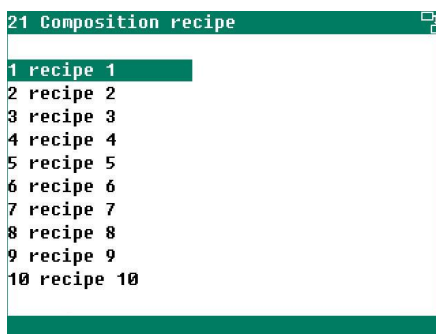 21 Composition recipe
1 recipe 1
2 recipe 2
3 recipe 3
4 recipe 4
5 recipe 5
6 recipe 6
7 recipe 7
8 recipe 8
9 recipe 9
10 recipe 10